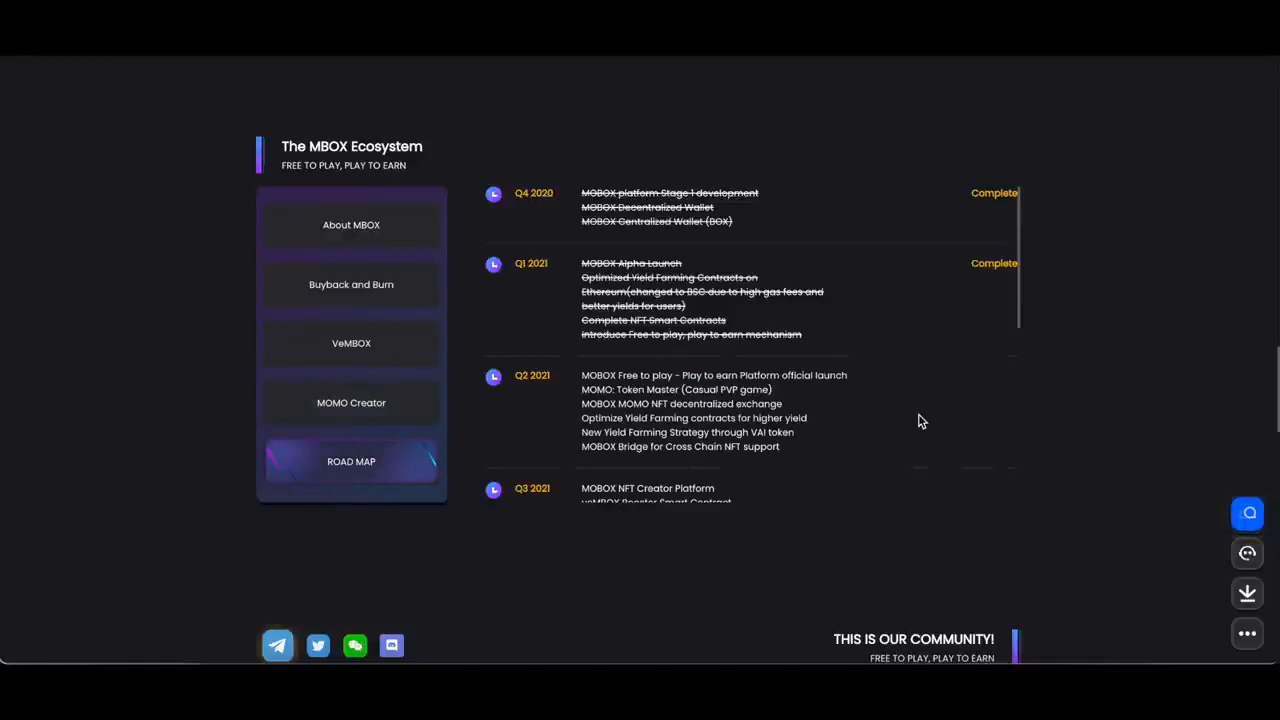 The MBOX Ecosystem
FREE TO PLAY, PLAY TO EARN
About MBOX
Buyback and Burn
VeMBOX
MOMO Creator
ROAD MAP
Q4 2020
MOBOX platform Stage 1 development
MOBOX Decentralized Wallet
MOBOX Centralized Wallet (BOX)
Complete
Q1 2021
MOBOX Alpha Launch
Optimized Yield Farming Contracts on
Ethereum(changed to BSC due to high gas fees and
better yields for users)
Complete NFT Smart Contracts
Introduce Free to play, play to earn mechanism
Complete
Q2 2021
MOBOX Free to play - Play to earn Platform official launch
MOMO: Token Master (Casual PVP game)
MOBOX MOMO NFT decentralized exchange
Optimize Yield Farming contracts for higher yield
New Yield Farming Strategy through VAI token
MOBOX Bridge for Cross Chain NFT support
Q3 2021
MOBOX NFT Creator Platform
veMBOX Booster Smart Contract
THIS IS OUR COMMUNITY!
FREE TO PLAY, PLAY TO EARN